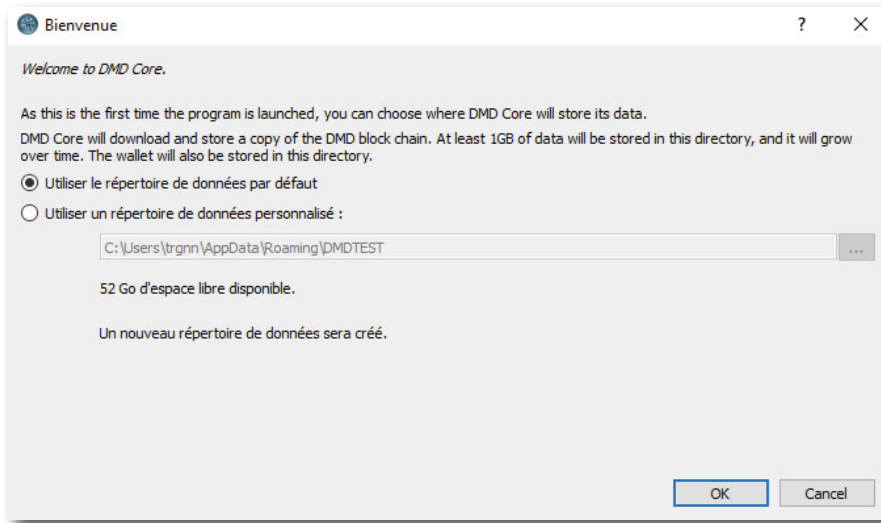 Bienvenue
?
Welcome to DMD Core.
As this is the first time the program is launched, you can choose where DMD Core will store its data.
DMD Core will download and store a copy of the DMD block chain. At least 1GB of data will be stored in this directory, and it will grow
over time. The wallet will also be stored in this directory.
Utiliser le répertoire de données par défaut
Utiliser un répertoire de données personnalisé :
C:\Users\trgnn\AppData\Roaming\DMDTEST
...
52 Go d'espace libre disponible.
Un nouveau répertoire de données sera créé.
OK
Cancel